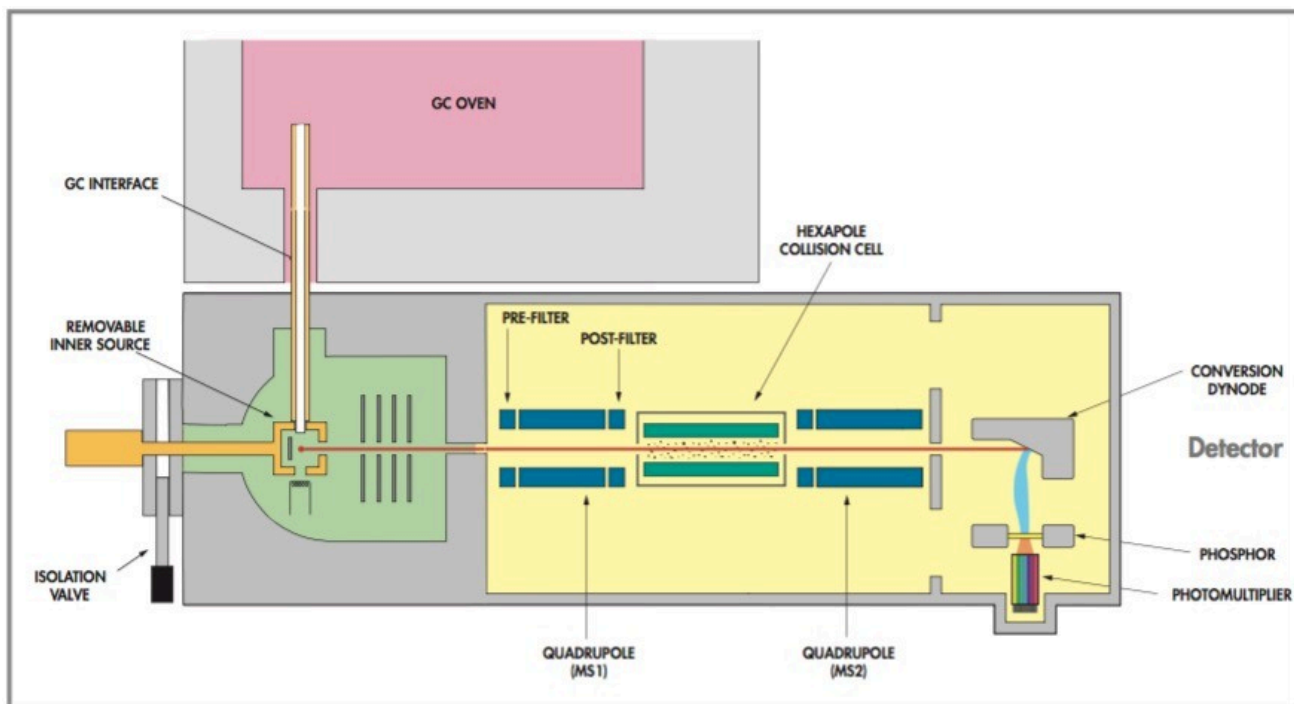 GC OVEN
GC INTERFACE
HEXAPOLE
COLLISION CELL
REMOVABLE
INNER SOURCE
PRE-FILTER
POST-FILTER
CONVERSION
DYNODE
Detector
ISOLATION
VALVE
PHOSPHOR
PHOTOMULTIPLIER
QUADRUPOLE
(MS1)
QUADRUPOLE
(MS2)